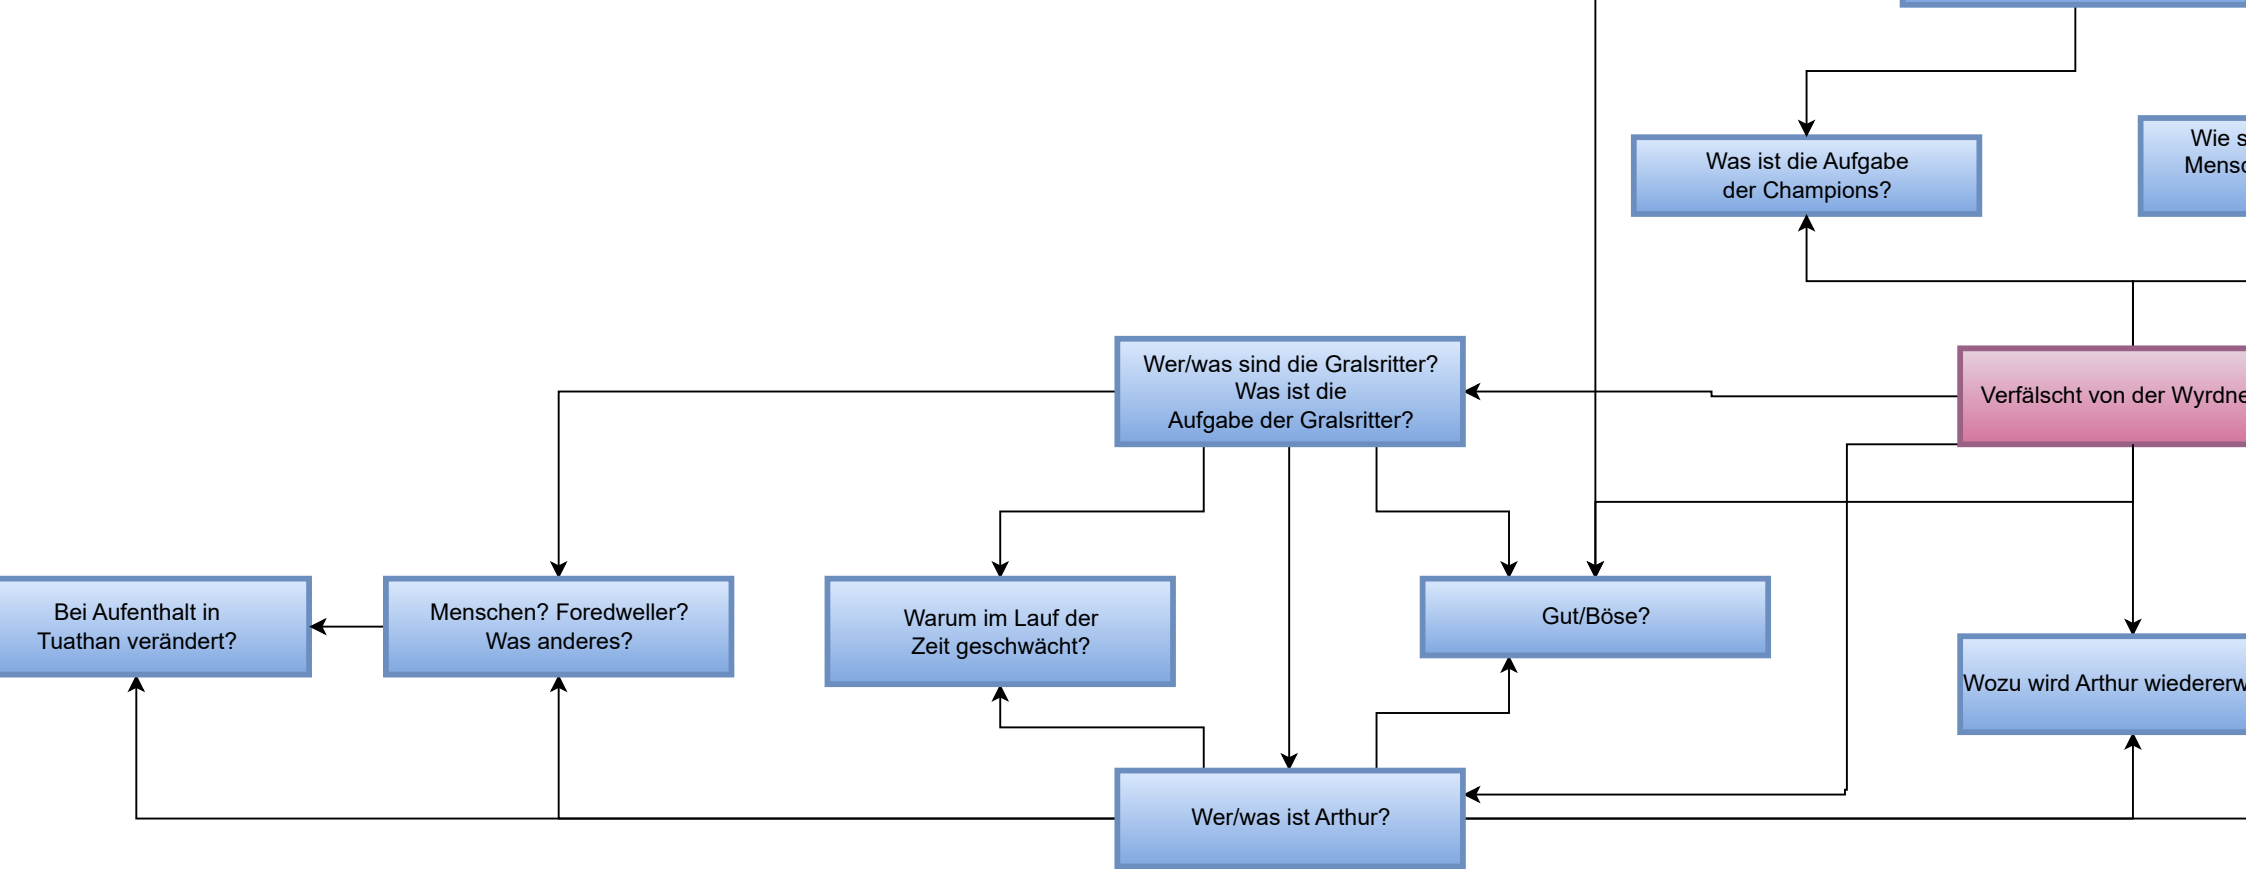 Was ist die Aufgabe
der Champions?
Wie
Wer/was sind die Gralsritter?
Was ist die
Aufgabe der Gralsritter?
Verfälscht von der
Bei Aufenthalt in
Tuathan verändert?
Menschen? Foredweller?
Was anderes?
Warum im Lauf der
Zeit geschwächt?
Gut/Böse?
Wozu wird Arthur
Wer/was ist Arthur?